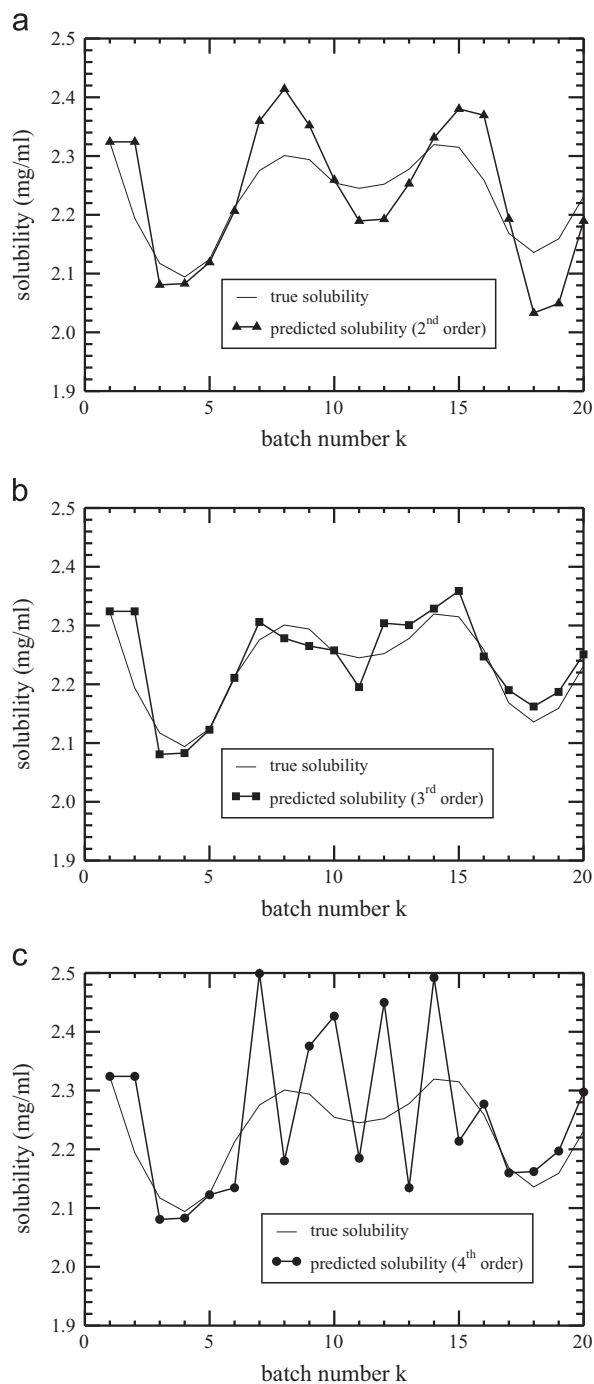 a
2.5
2.4
2.3
2.2
2.1
2.0
1.9
solubility (mg/ml)
true solubility
predicted solubility (2nd order)
0 5 10 15 20
batch number k
b
2.5
2.4
2.3
2.2
2.1
2.0
1.9
solubility (mg/ml)
true solubility
predicted solubility (3rd order)
0 5 10 15 20
batch number k
c
2.5
2.4
2.3
2.2
2.1
2.0
1.9
solubility (mg/ml)
true solubility
predicted solubility (4th order)
0 5 10 15 20
batch number k